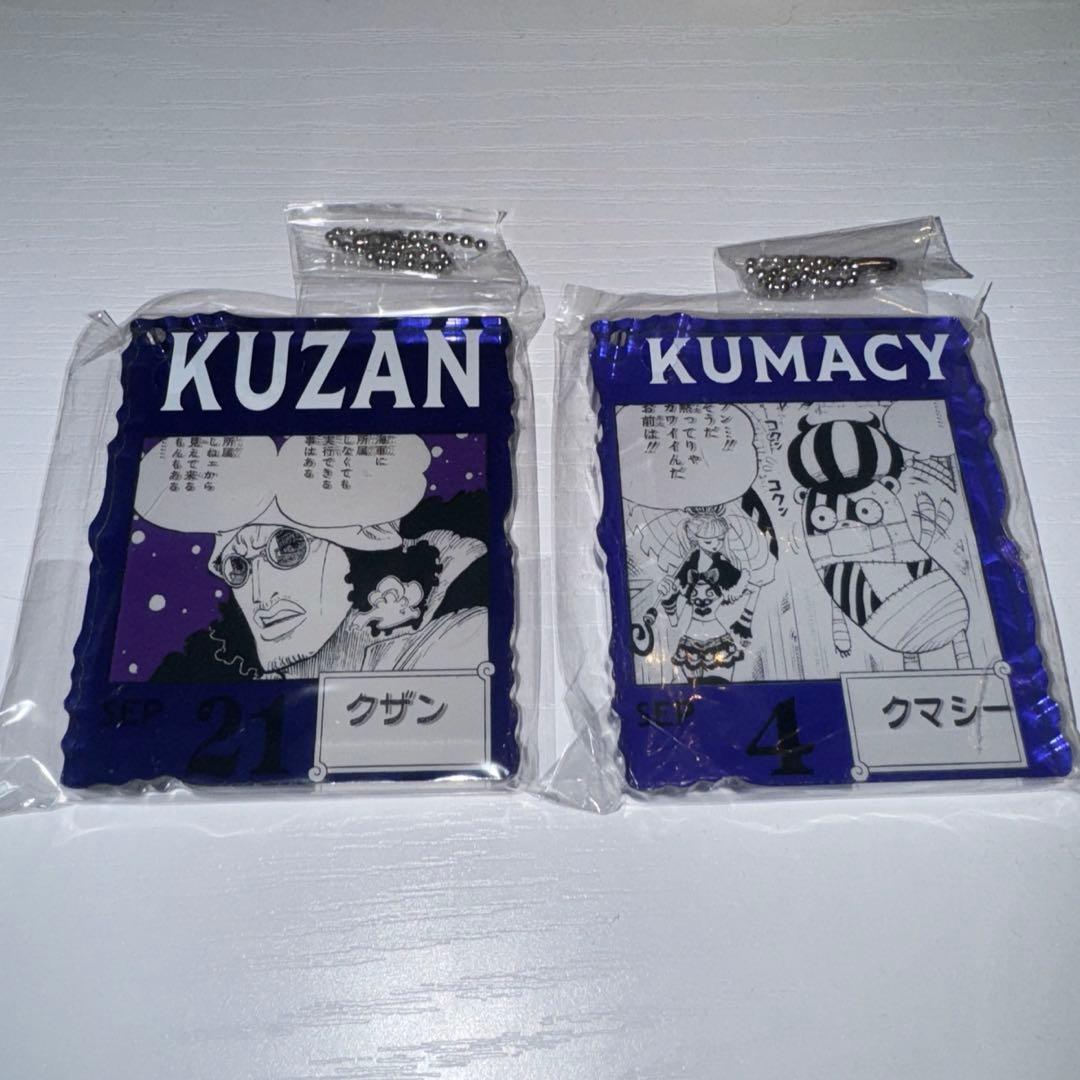 KUZAN
海軍に
所属
しなくても
実行できる
事はある
所属
しねェから
見えて来る
もんもある
SEP 21
クザン
KUMACY
そうだ
黙ってりゃ
カワイイんだ
お前は!!
コクン
コクン
SEP 4
クマシー